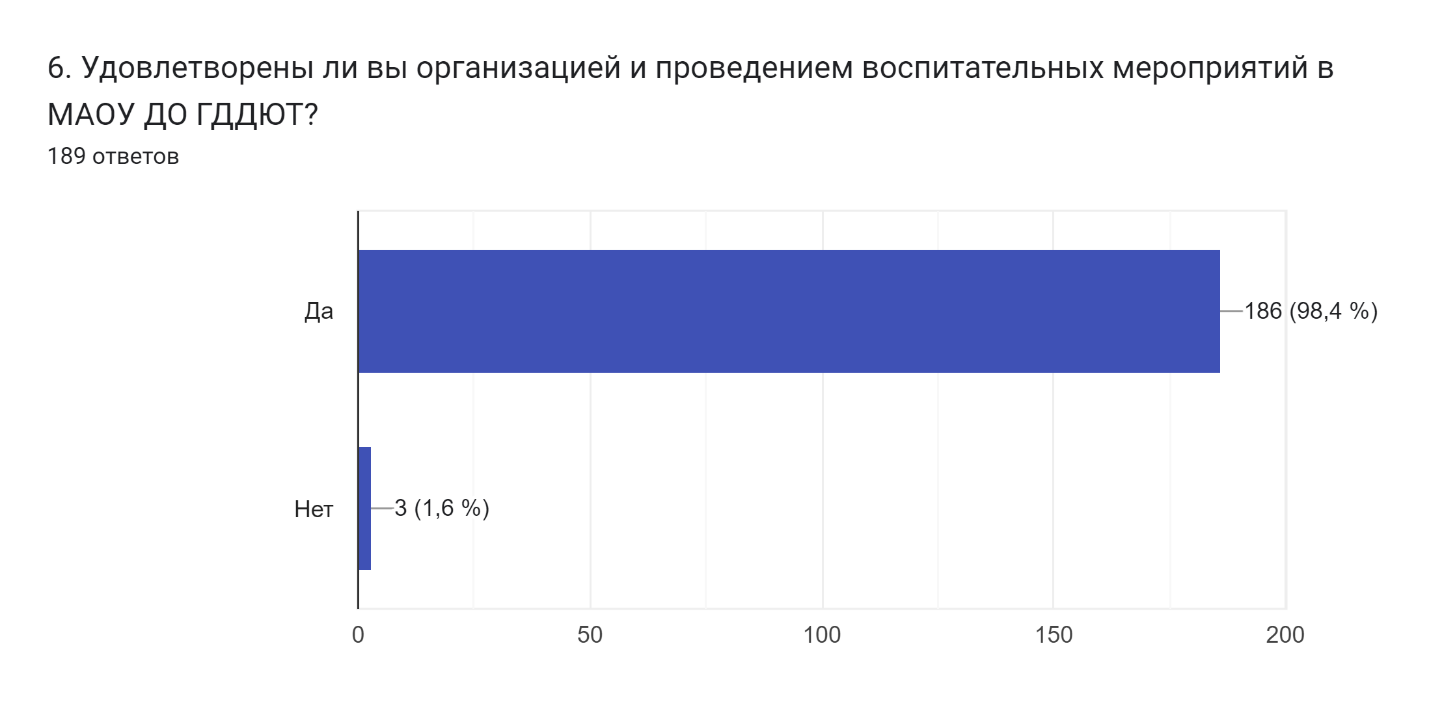 6. Удовлетворены ли вы организацией и проведением воспитательных мероприятий в
МАОУ ДО ГДДЮТ?
189 ответов
Да
186 (98,4 %)
Нет
3 (1,6 %)
0
50
100
150
200